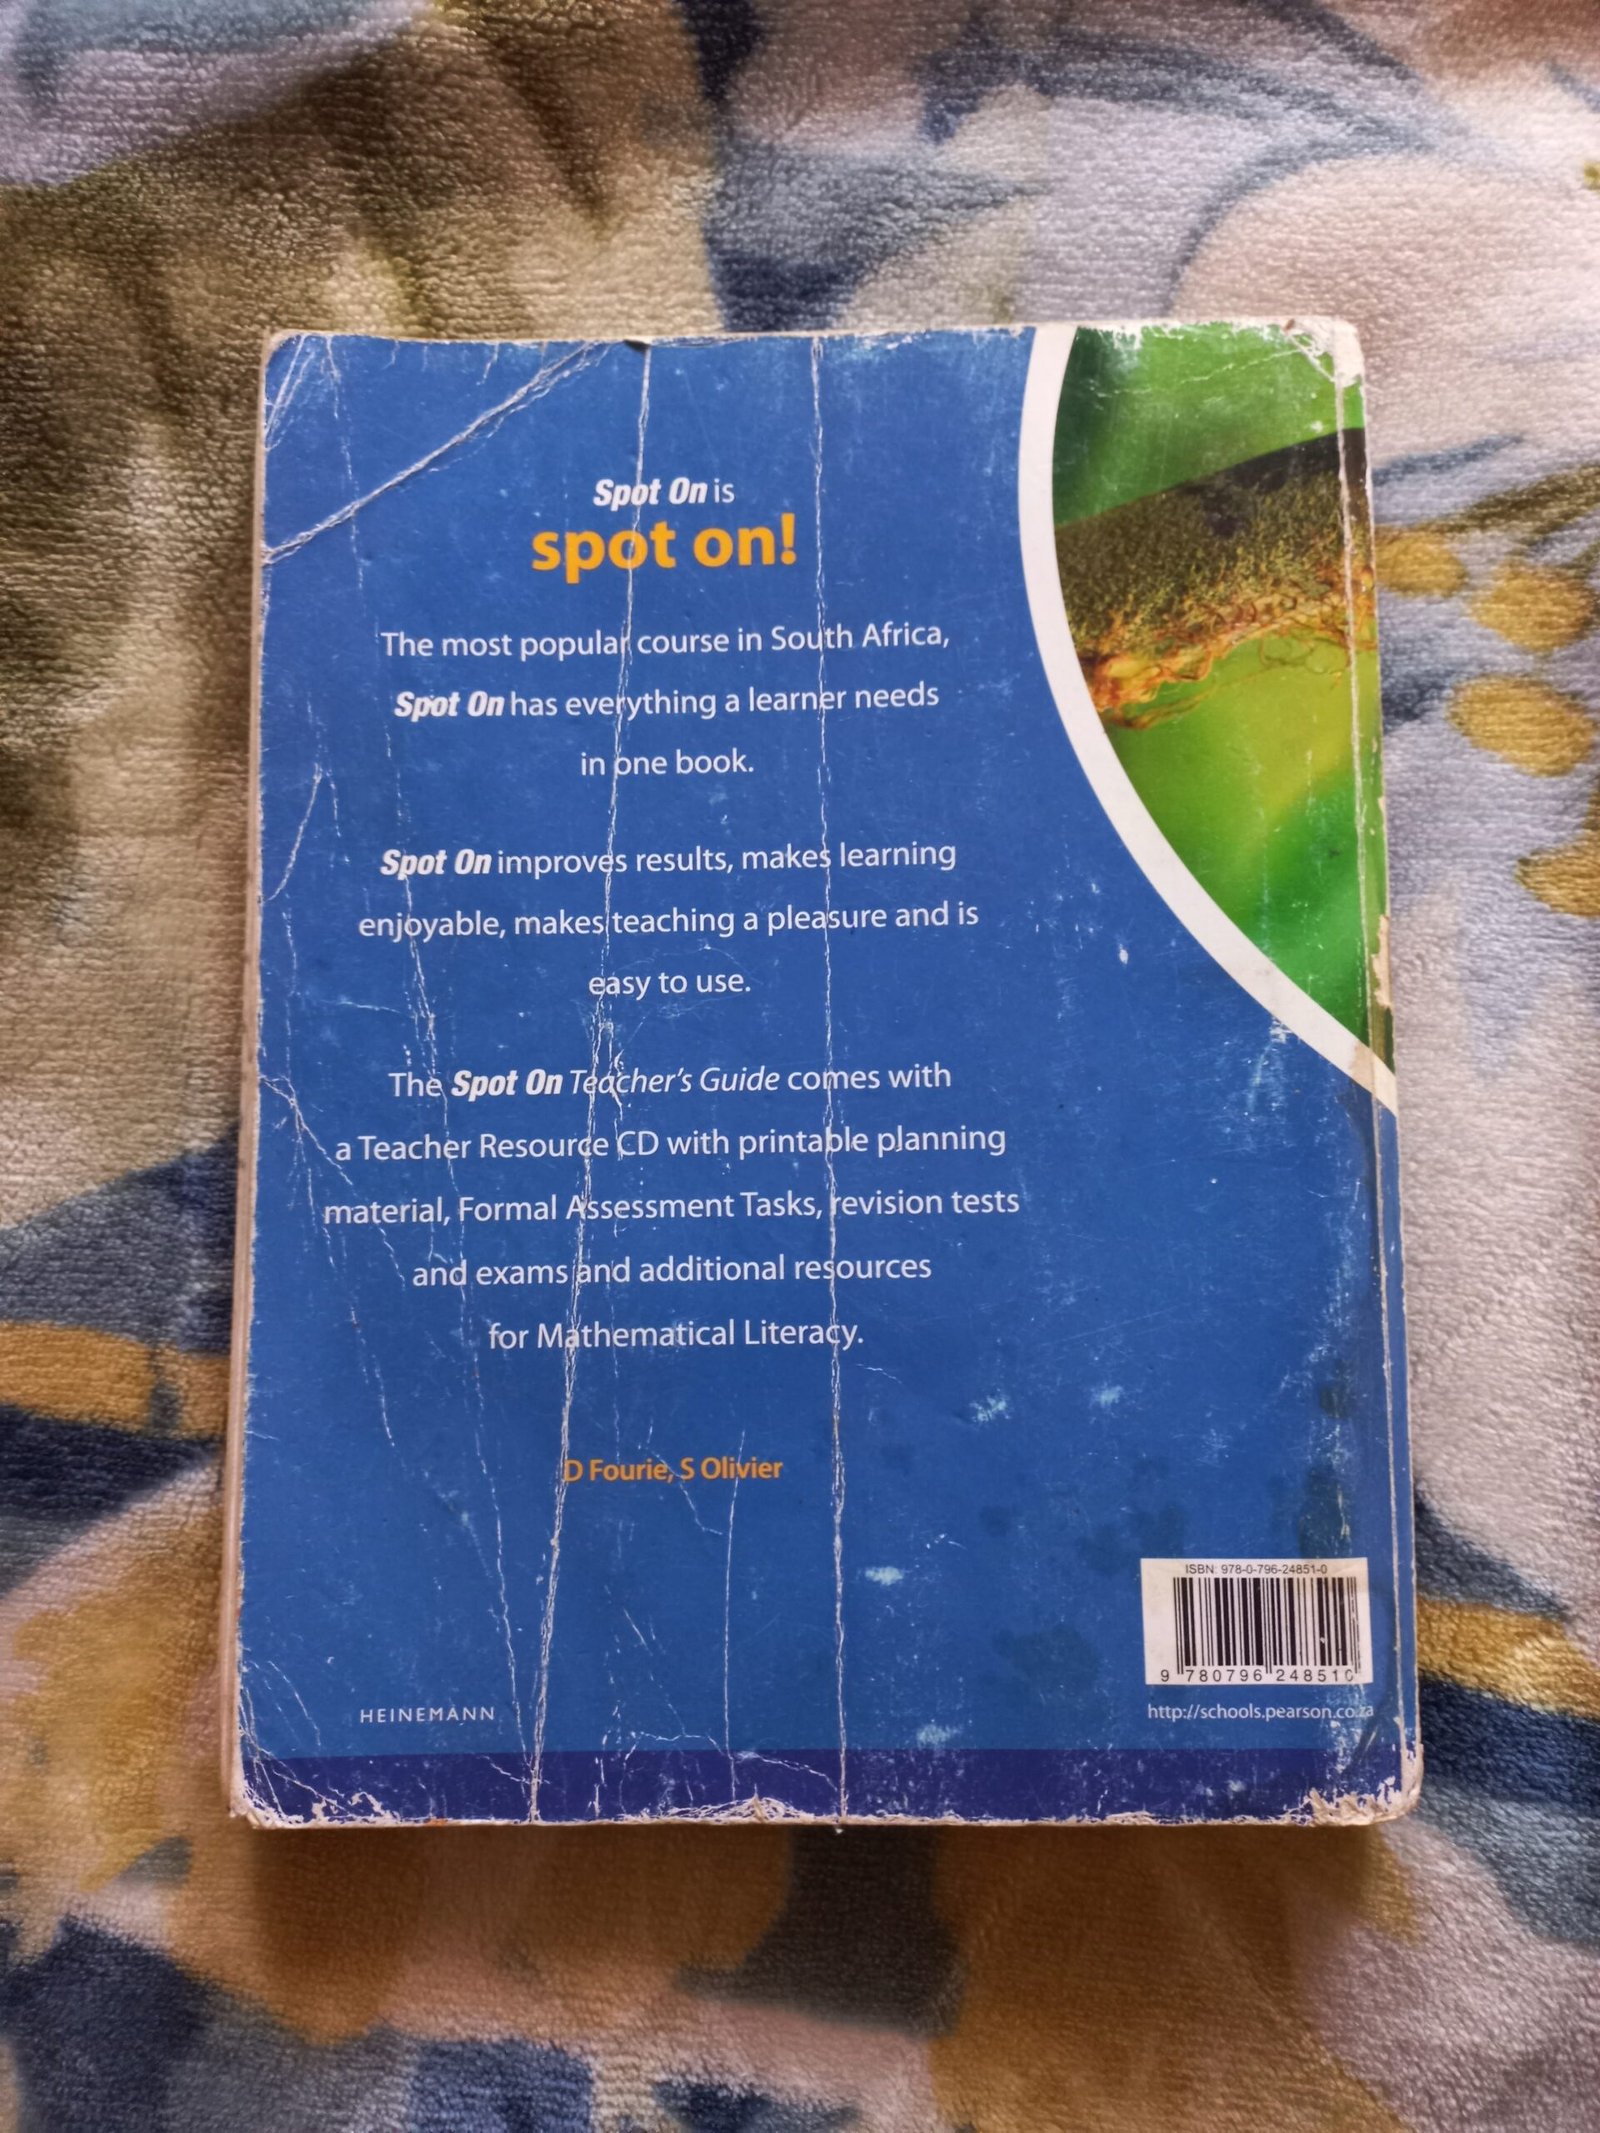 Spot On is
spot on!
The most popular course in South Africa,
Spot On has everything a learner needs
in one book.
Spot On improves results, makes learning
enjoyable, makes teaching a pleasure and is
easy to use.
The Spot On Teacher's Guide comes with
a Teacher Resource CD with printable planning
material, Formal Assessment Tasks, revision tests
and exams and additional resources
for Mathematical Literacy.
D Fourie, S Olivier
ISBN: 978-0-796-24851-0
9 780796 248510
HEINEMANN
http://schools.pearson.co.za